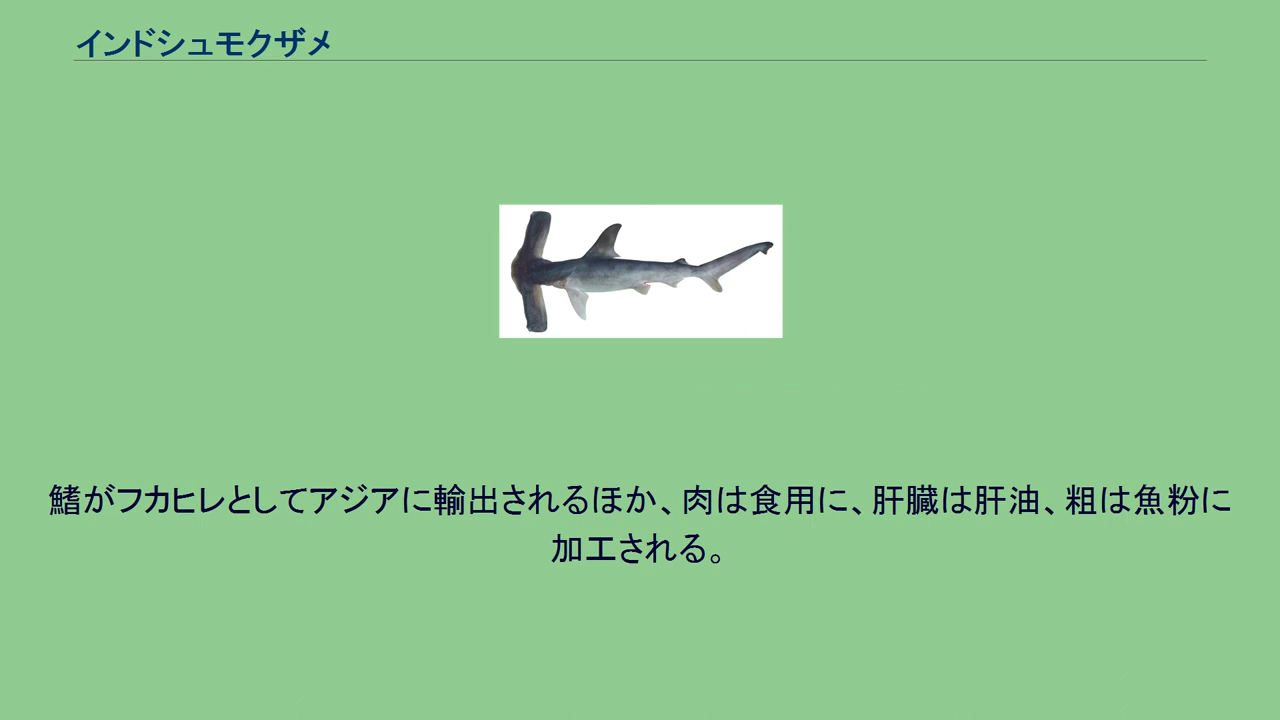 インドシュモクザメ
鰭がフカヒレとしてアジアに輸出されるほか、肉は食用に、肝臓は肝油、粗は魚粉に
加工される。